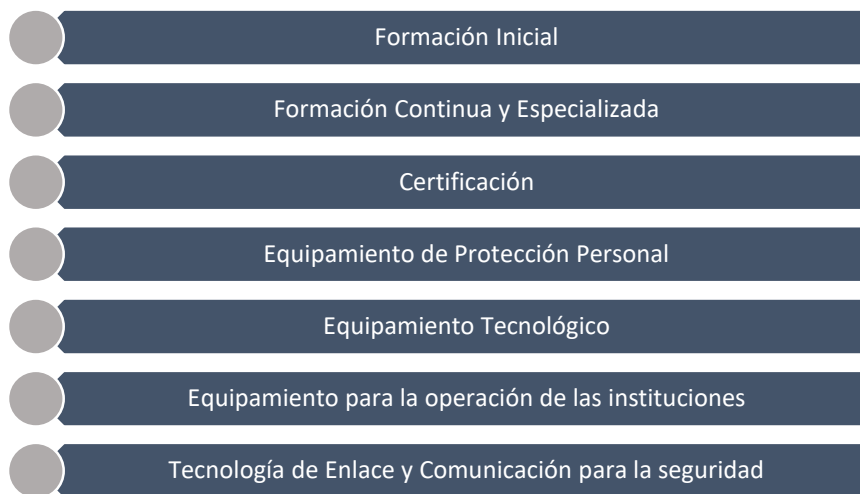 Formación Inicial
Formación Continua y Especializada
Certificación
Equipamiento de Protección Personal
Equipamiento Tecnológico
Equipamiento para la operación de las instituciones
Tecnología de Enlace y Comunicación para la seguridad